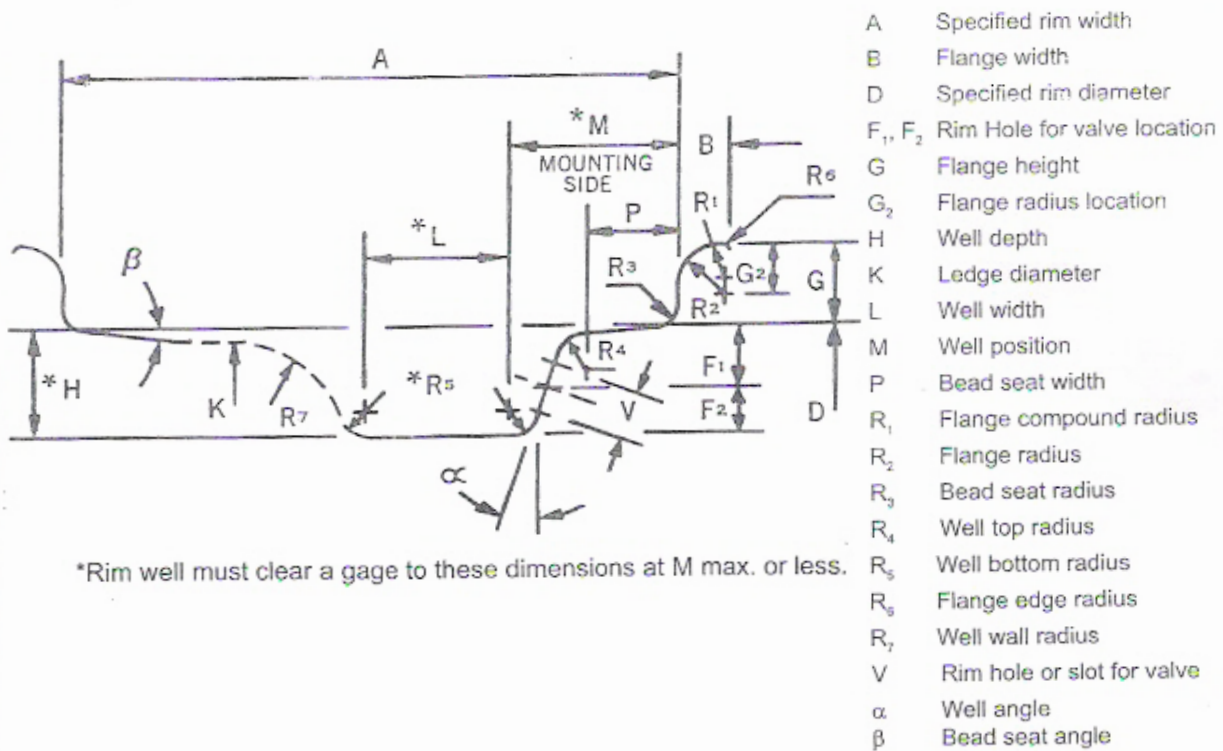 A
*M
MOUNTING
SIDE
B
R6
R1
P
*L
β
R3
G2
G
R2
R4
*H
*R5
F1
K
R7
V
F2
D
α
*Rim well must clear a gage to these dimensions at M max. or less.
A Specified rim width
B Flange width
D Specified rim diameter
F₁, F₂ Rim Hole for valve location
G Flange height
G₂ Flange radius location
H Well depth
K Ledge diameter
L Well width
M Well position
P Bead seat width
R₁ Flange compound radius
R₂ Flange radius
R₃ Bead seat radius
R₄ Well top radius
R₅ Well bottom radius
R₆ Flange edge radius
R₇ Well wall radius
V Rim hole or slot for valve
α Well angle
β Bead seat angle